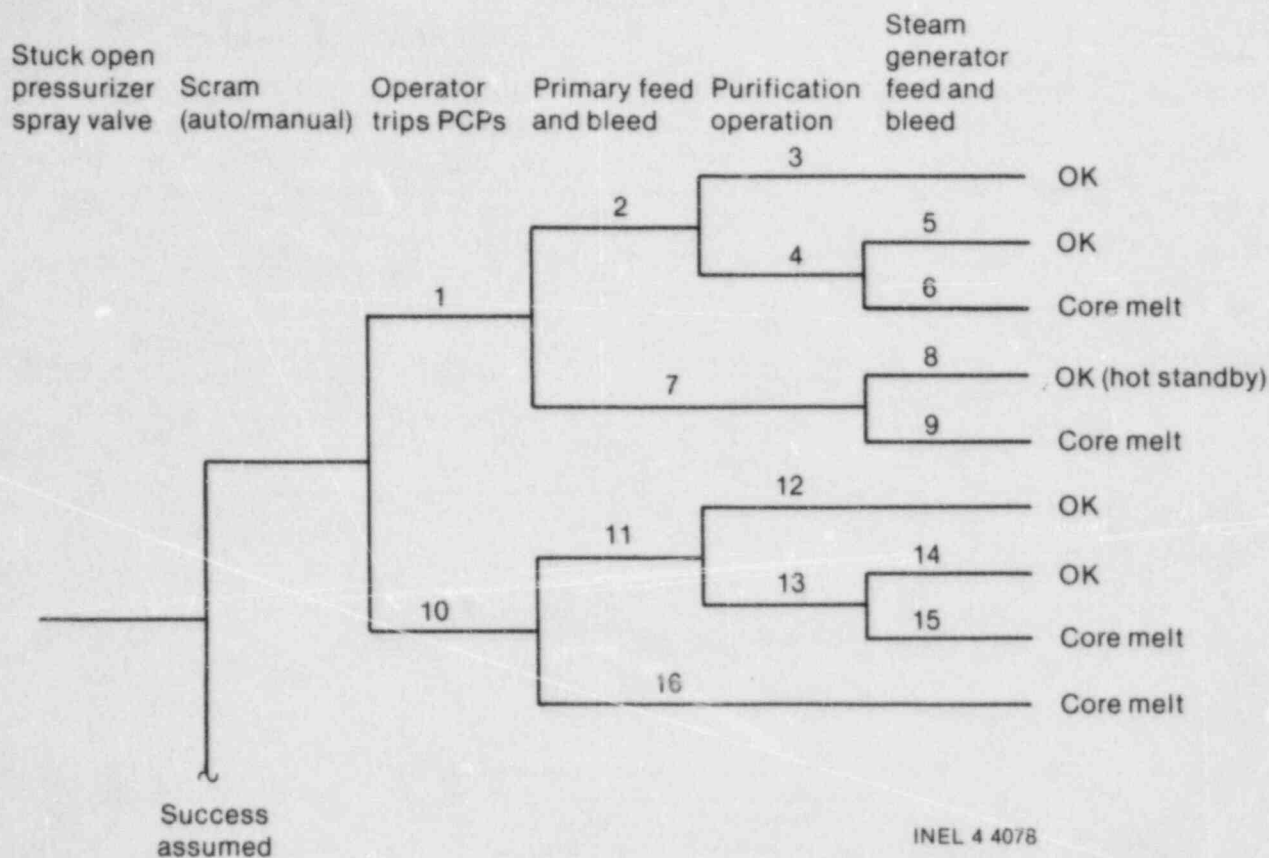 Stuck open
pressurizer
spray valve
Scram
(auto/manual)
Operator
trips PCPs
Primary feed
and bleed
Purification
operation
Steam
generator
feed and
bleed
3
OK
2
5
OK
4
6
Core melt
1
8
OK (hot standby)
7
9
Core melt
12
OK
11
14
OK
13
10
15
Core melt
16
Core melt
Success
assumed
INEL 4 4078